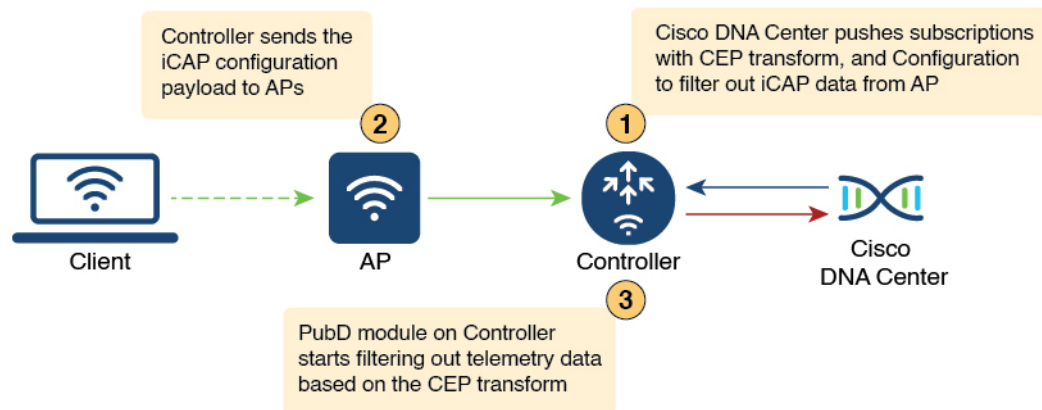 Controller sends the
iCAP configuration
payload to APs
Cisco DNA Center pushes subscriptions
with CEP transform, and Configuration
to filter out iCAP data from AP
2
1
Client
AP
Controller
Cisco
DNA Center
3
PubD module on Controller
starts filtering out telemetry data
based on the CEP transform